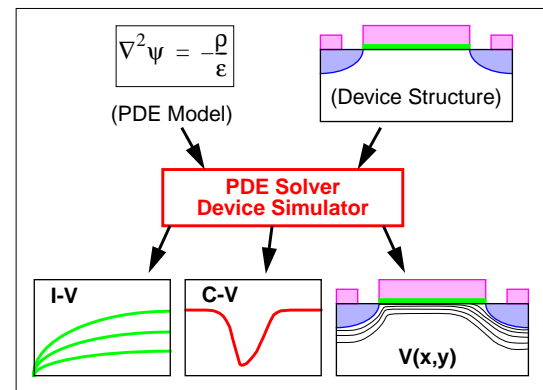 ∇²ψ = -ρ/ε
(PDE Model)
(Device Structure)
PDE Solver
Device Simulator
I-V
C-V
V(x,y)